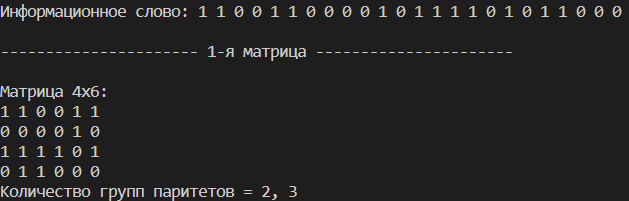 Информационное слово: 1 1 0 0 1 1 0 0 0 0 1 0 1 1 1 1 0 1 0 1 1 0 0 0
---------------------- 1-я матрица ----------------------
Матрица 4x6:
1 1 0 0 1 1
0 0 0 0 1 0
1 1 1 1 0 1
0 1 1 0 0 0
Количество групп паритетов = 2, 3